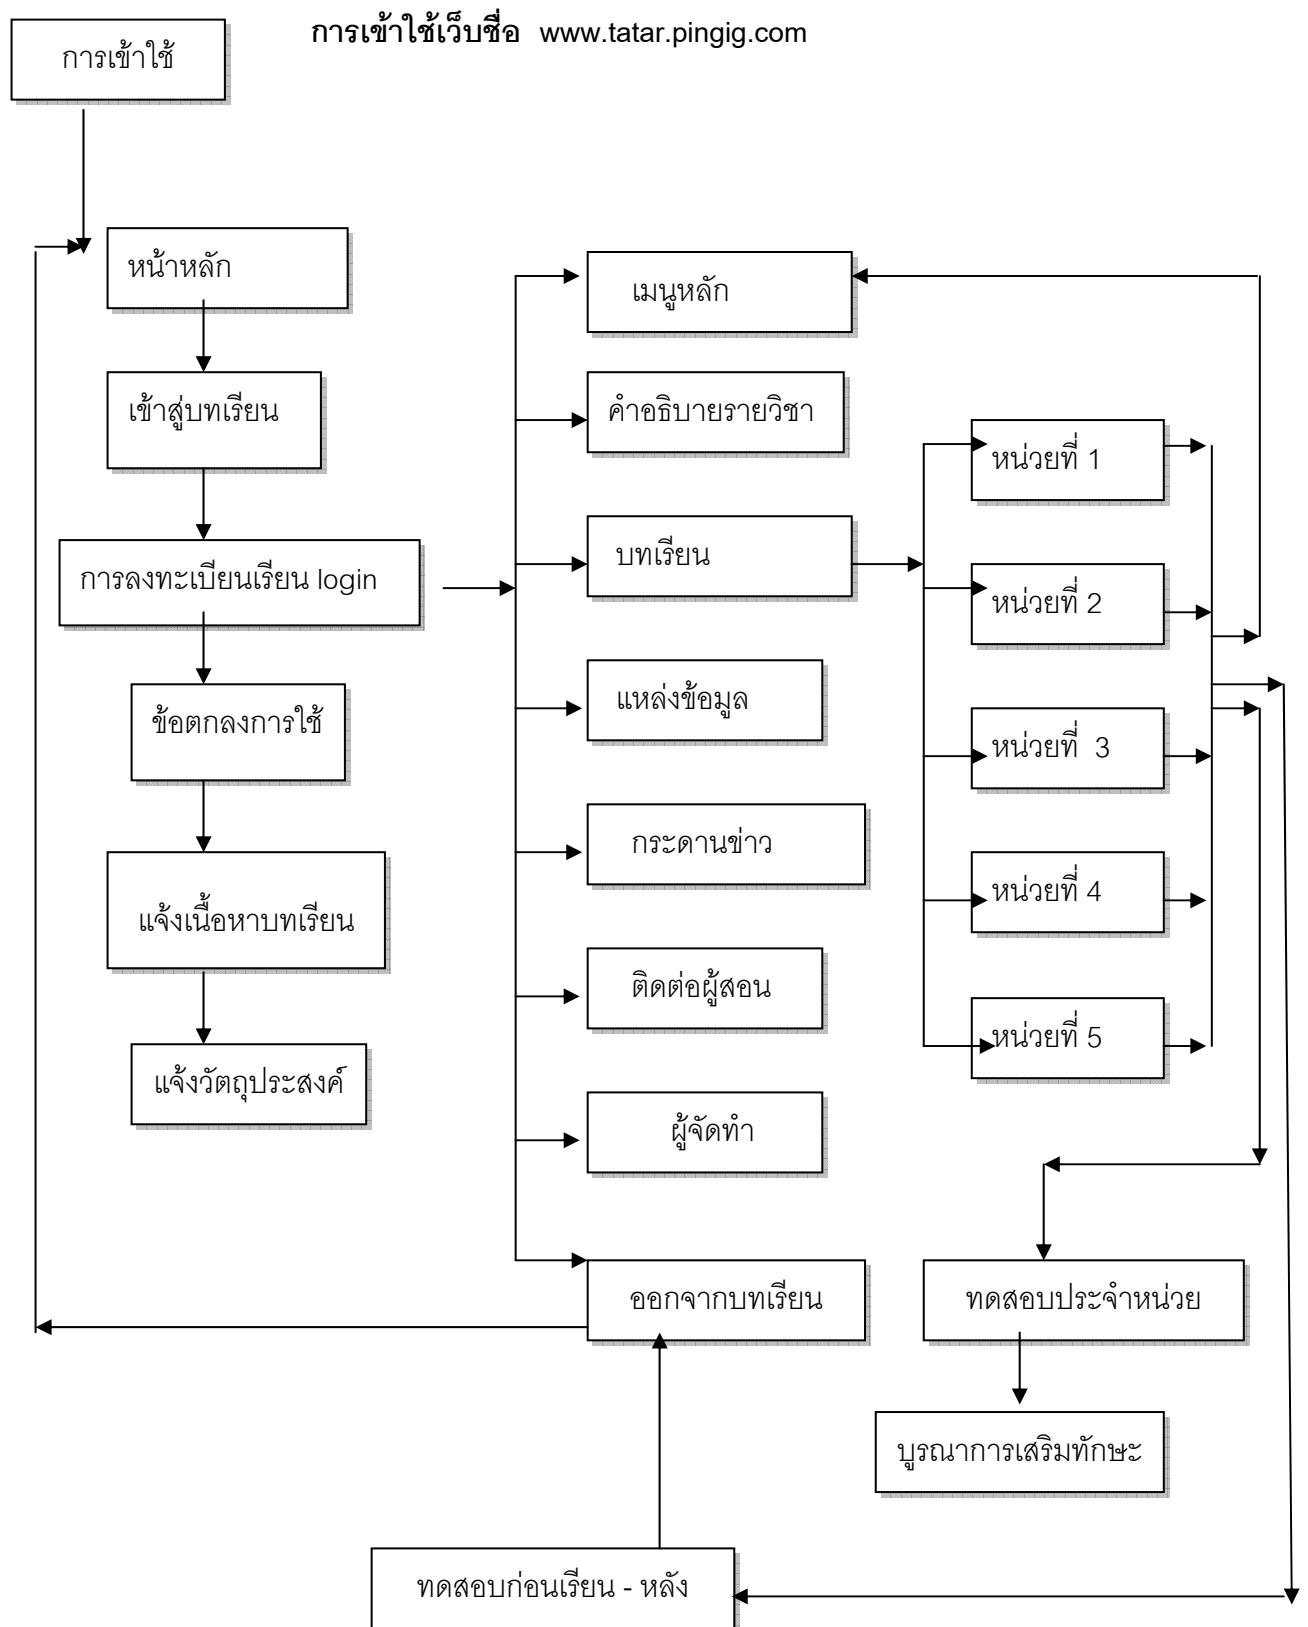 การเข้าใช้เว็บชื่อ www.tatar.pingig.com
การเข้าใช้
หน้าหลัก
เข้าสู่บทเรียน
การลงทะเบียนเรียน login
ข้อตกลงการใช้
แจ้งเนื้อหาบทเรียน
แจ้งวัตถุประสงค์
เมนูหลัก
คำอธิบายรายวิชา
บทเรียน
แหล่งข้อมูล
กระดานข่าว
ติดต่อผู้สอน
ผู้จัดทำ
ออกจากบทเรียน
หน่วยที่ 1
หน่วยที่ 2
หน่วยที่ 3
หน่วยที่ 4
หน่วยที่ 5
ทดสอบประจำหน่วย
บูรณาการเสริมทักษะ
ทดสอบก่อนเรียน - หลัง